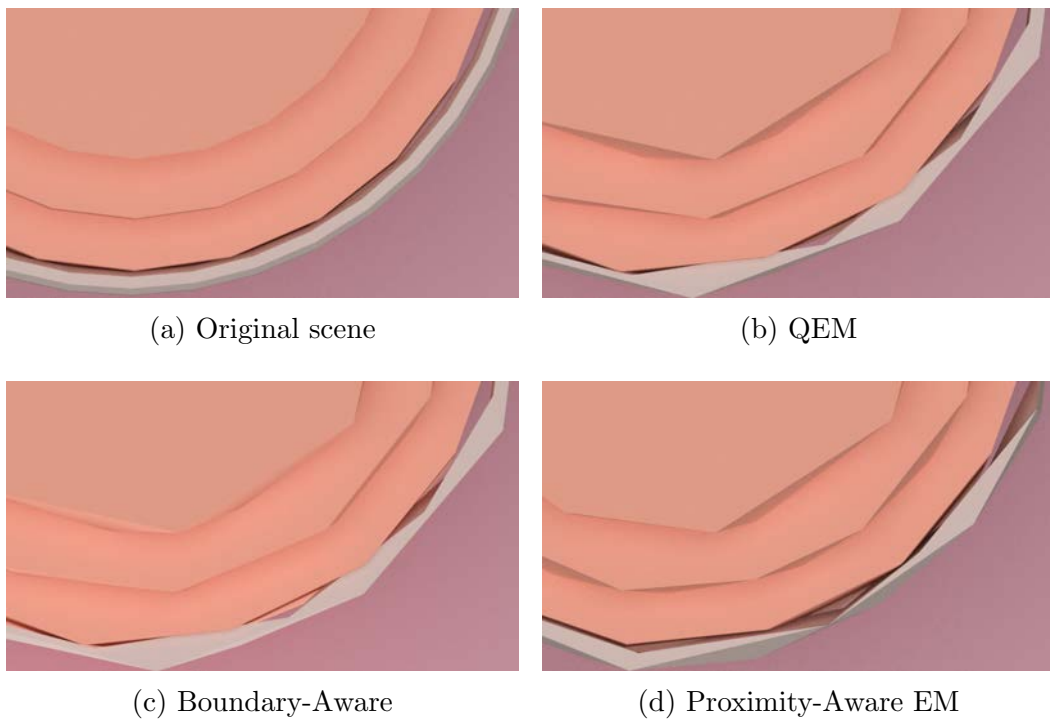 (a) Original scene
(b) QEM
(c) Boundary-Aware
(d) Proximity-Aware EM